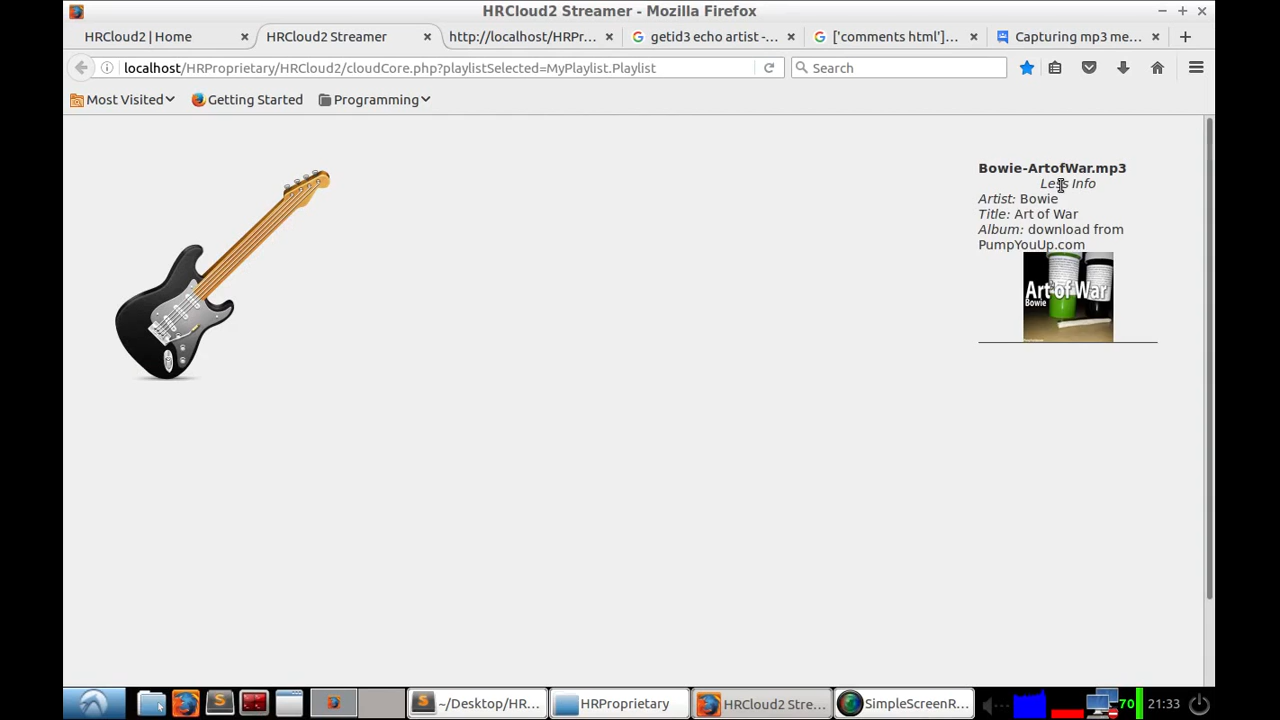 HRCloud2 Streamer - Mozilla Firefox
HRCloud2 | Home
HRCloud2 Streamer
http://localhost/HRPr...
getid3 echo artist -...
['comments html']...
Capturing mp3 me...
localhost/HRProprietary/HRCloud2/cloudCore.php?playlistSelected=MyPlaylist.Playlist
Search
Most Visited
Getting Started
Programming
Bowie-ArtofWar.mp3
Less Info
Artist: Bowie
Title: Art of War
Album: download from
PumpYouUp.com
Art of War
Bowie
~/Desktop/HR...
HRProprietary
HRCloud2 Stre...
SimpleScreenR...
70
21:33